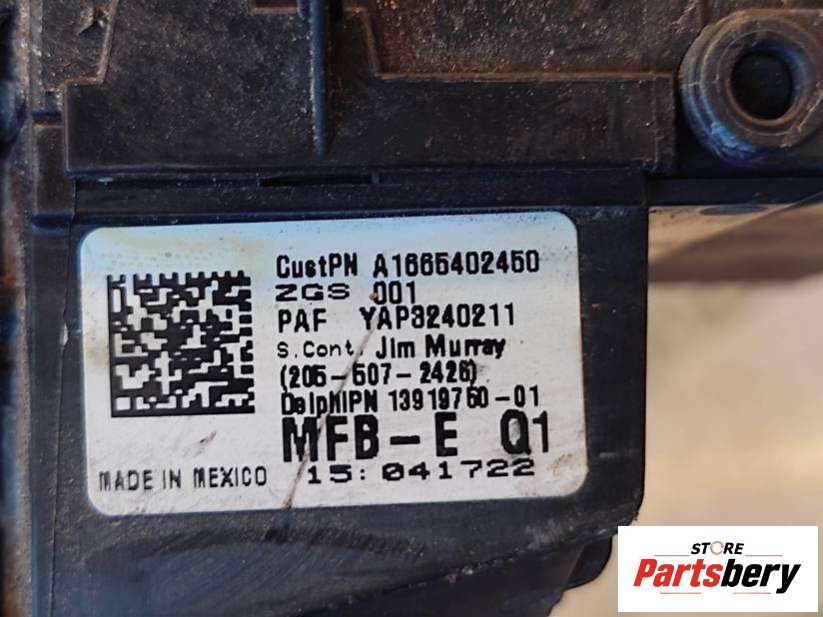 CustPN A1665402450
ZGS 001
PAF YAP3240211
S. Cont. Jim Murray
(205-507-2426)
DelphiPN 13919750-01
MFB-E Q1
MADE IN MEXICO
15: 041722
STORE
Partsbery